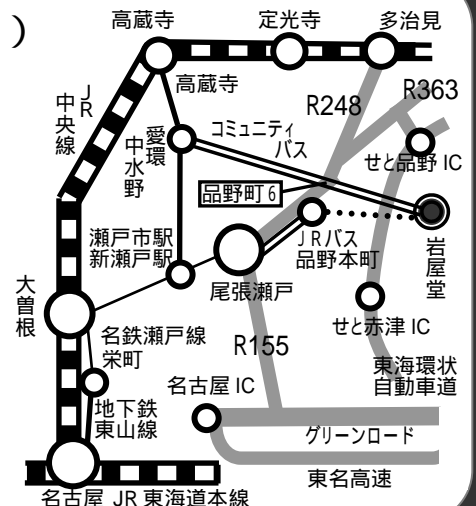 )
高蔵寺
定光寺
多治見
高蔵寺
R248
R363
JR
中央線
愛環
中水野
コミュニティ
バス
せと品野 IC
品野町6
瀬戸市駅
新瀬戸駅
JRバス
品野本町
岩屋堂
尾張瀬戸
大曽根
せと赤津 IC
名鉄瀬戸線
栄町
R155
東海環状
自動車道
地下鉄
東山線
名古屋 IC
グリーンロード
東名高速
名古屋
JR 東海道本線